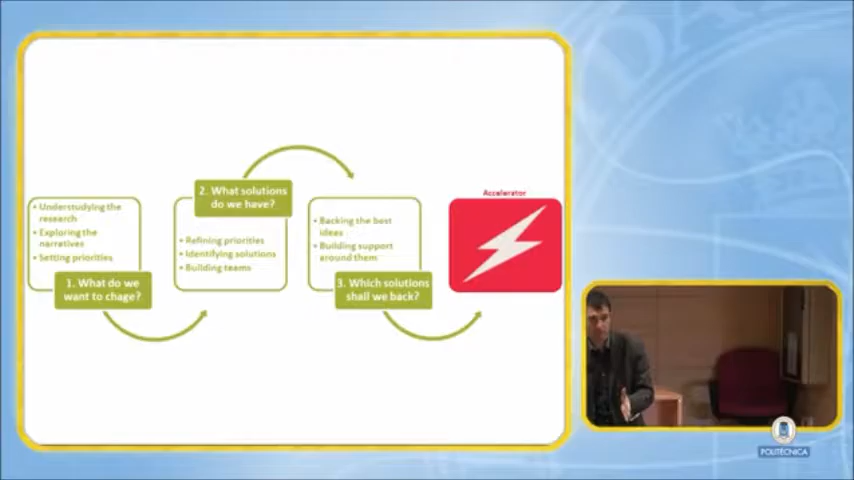 • Understudying the
research
• Exploring the
narratives
• Setting priorities
1. What do we
want to chage?
2. What solutions
do we have?
• Refining priorities
• Identifying solutions
• Building teams
• Backing the best
ideas
• Building support
around them
3. Which solutions
shall we back?
Accelerator
POLITÉCNICA